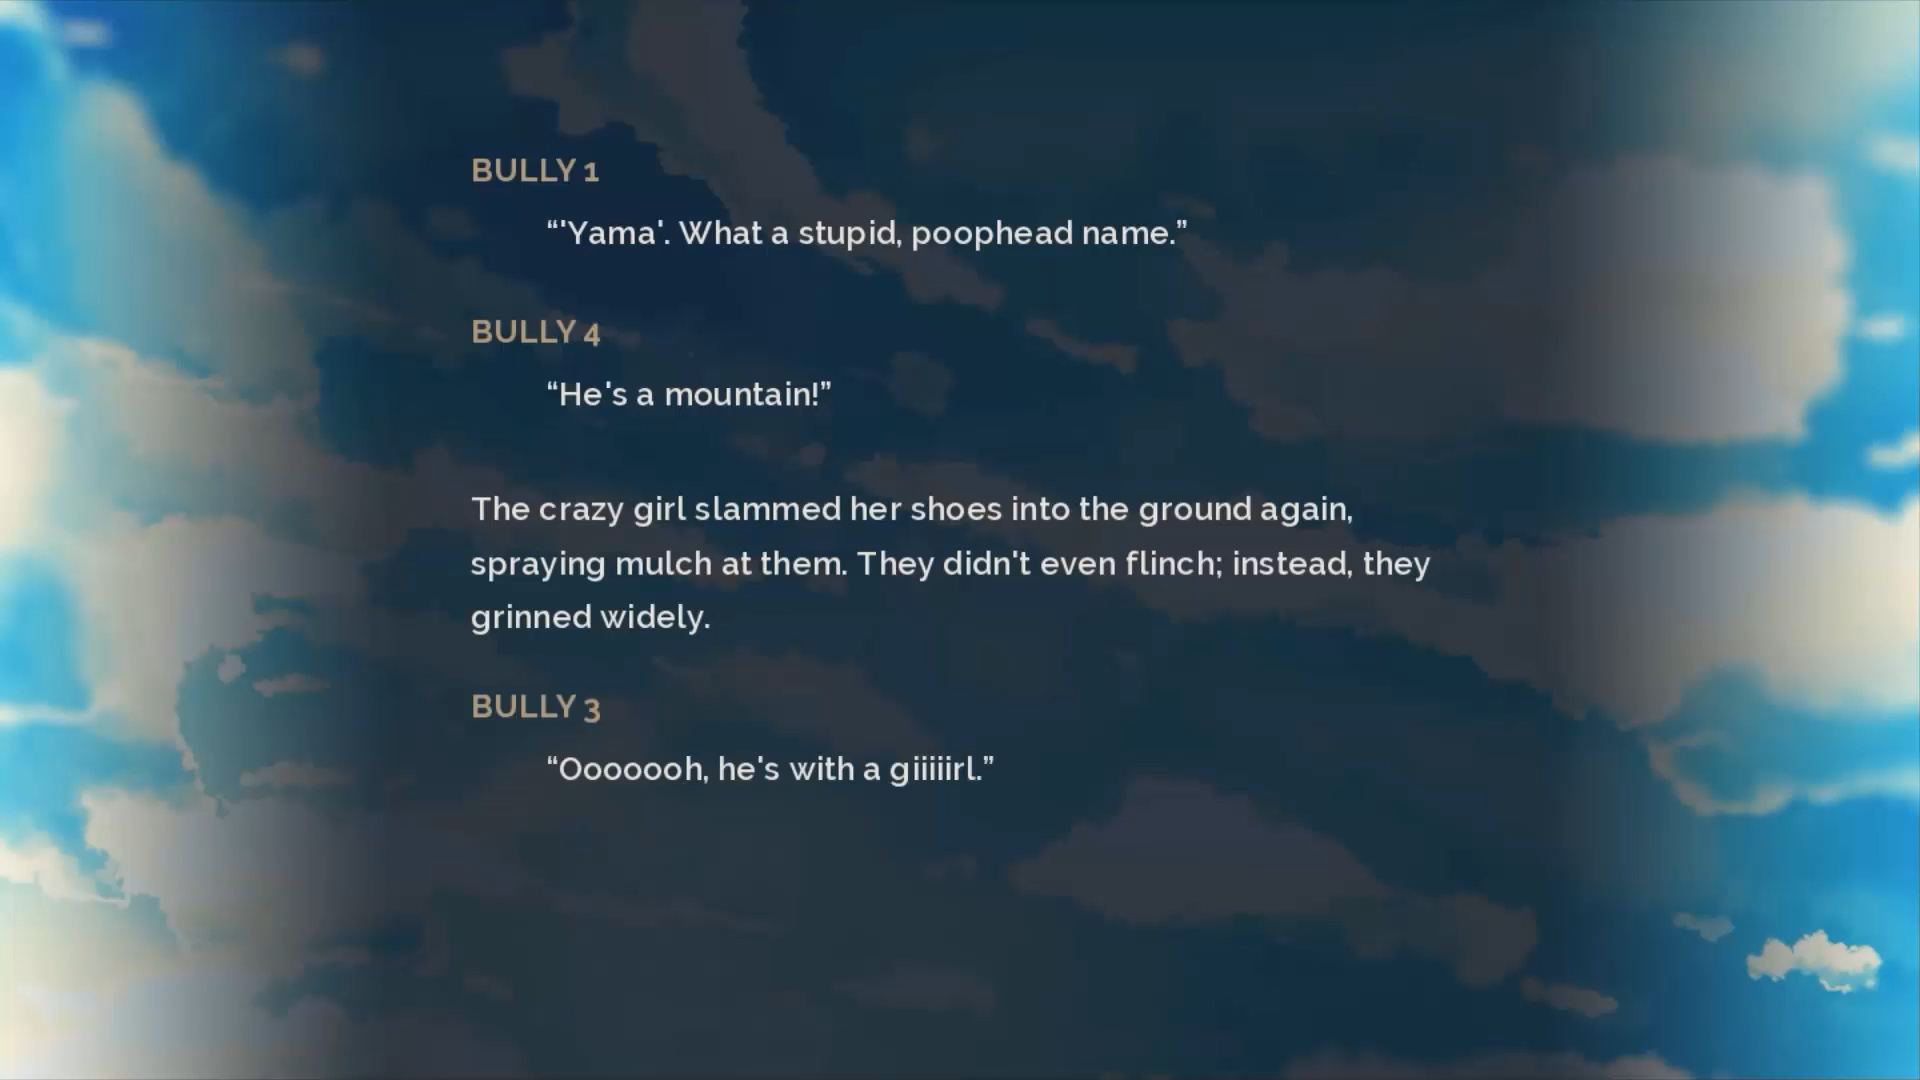 BULLY 1
“'Yama'. What a stupid, poophead name.”
BULLY 4
“He's a mountain!”
The crazy girl slammed her shoes into the ground again,
spraying mulch at them. They didn't even flinch; instead, they
grinned widely.
BULLY 3
“Ooooooh, he's with a giiiiirl.”